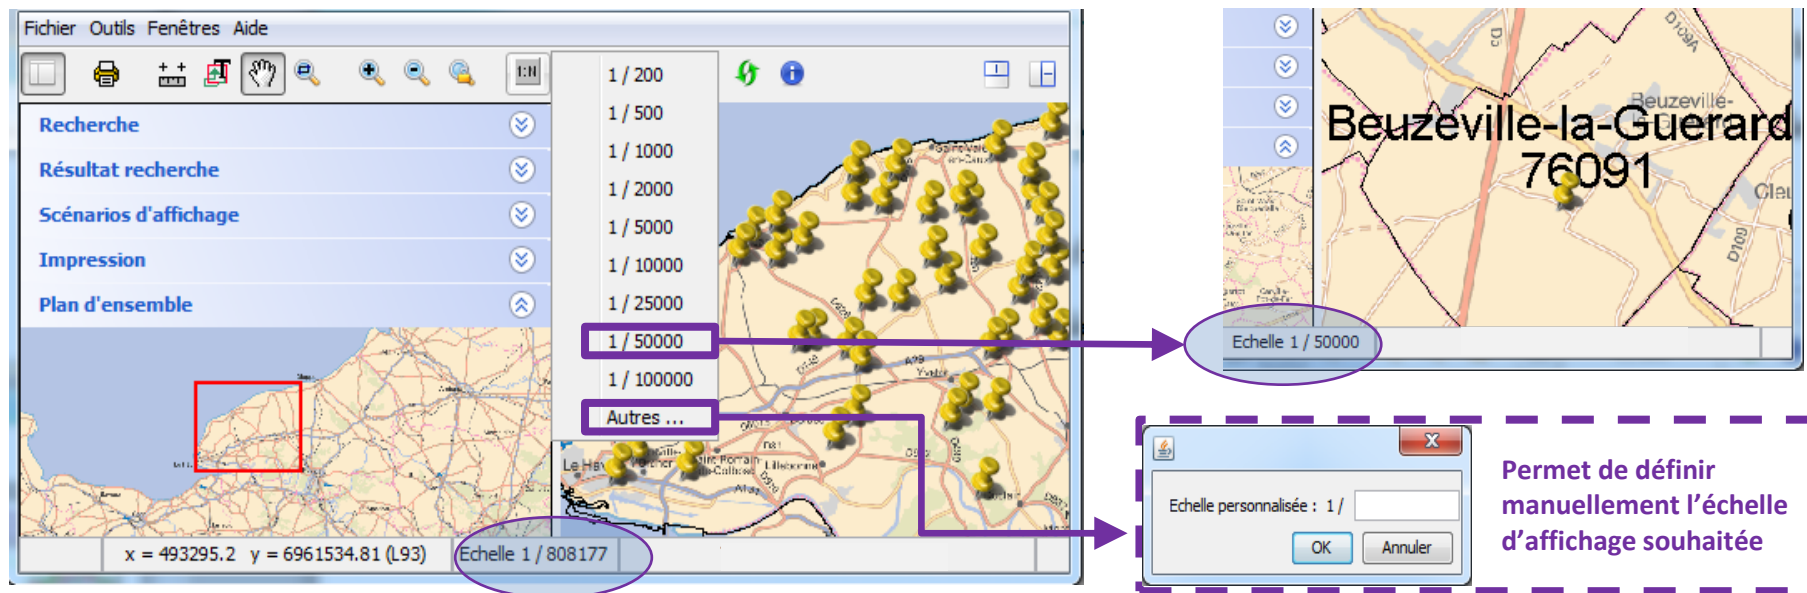 Fichier Outils Fenêtres Aide
1:N
Recherche
Résultat recherche
Scénarios d'affichage
Impression
Plan d'ensemble
1 / 200
1 / 500
1 / 1000
1 / 2000
1 / 5000
1 / 10000
1 / 25000
1 / 50000
1 / 100000
Autres ...
x = 493295.2 y = 6961534.81 (L93)
Echelle 1 / 808177
D109A
Beuzeville-
Beuzeville-la-Guerard
76091
D109
Echelle 1 / 50000
Echelle personnalisée : 1 /
OK Annuler
Permet de définir
manuellement l'échelle
d'affichage souhaitée